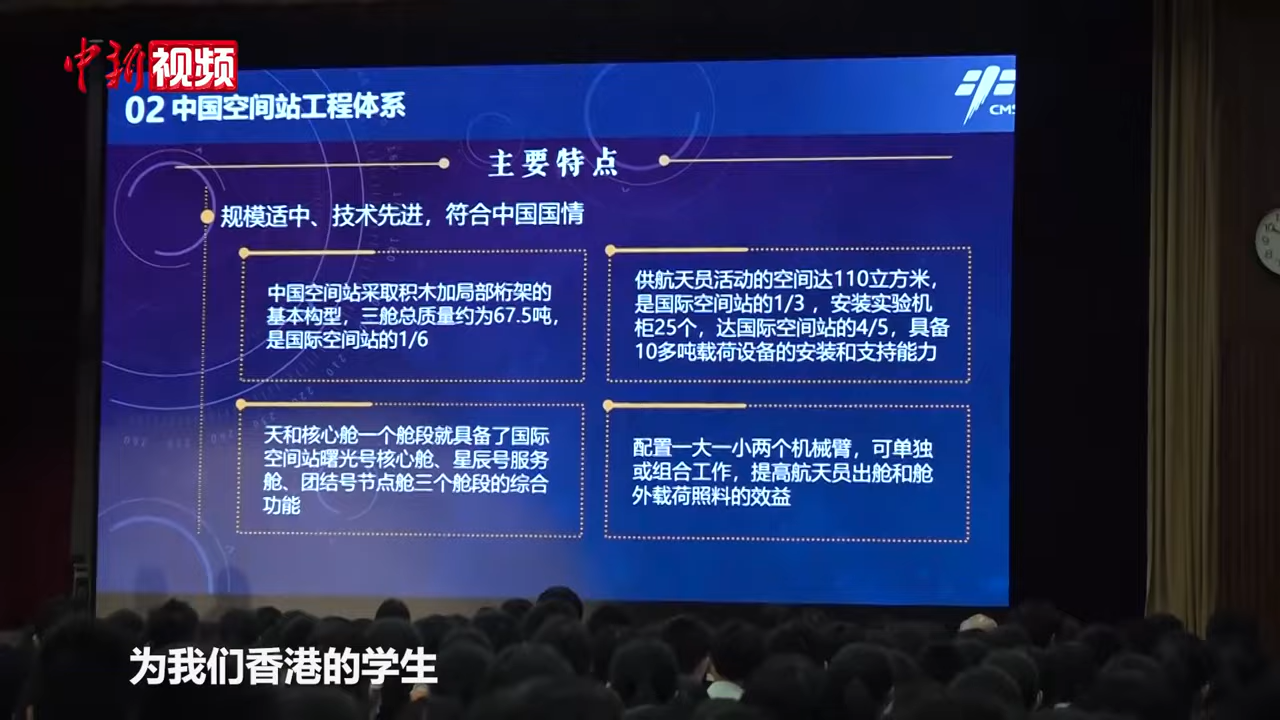 中新视频
02 中国空间站工程体系
CMS
主要特点
规模适中、技术先进，符合中国国情
中国空间站采取积木加局部桁架的
基本构型，三舱总质量约为67.5吨，
是国际空间站的1/6
供航天员活动的空间达110立方米，
是国际空间站的1/3 ，安装实验机
柜25个，达国际空间站的4/5，具备
10多吨载荷设备的安装和支持能力
天和核心舱一个舱段就具备了国际
空间站曙光号核心舱、星辰号服务
舱、团结号节点舱三个舱段的综合
功能
配置一大一小两个机械臂，可单独
或组合工作，提高航天员出舱和舱
外载荷照料的效益
为我们香港的学生